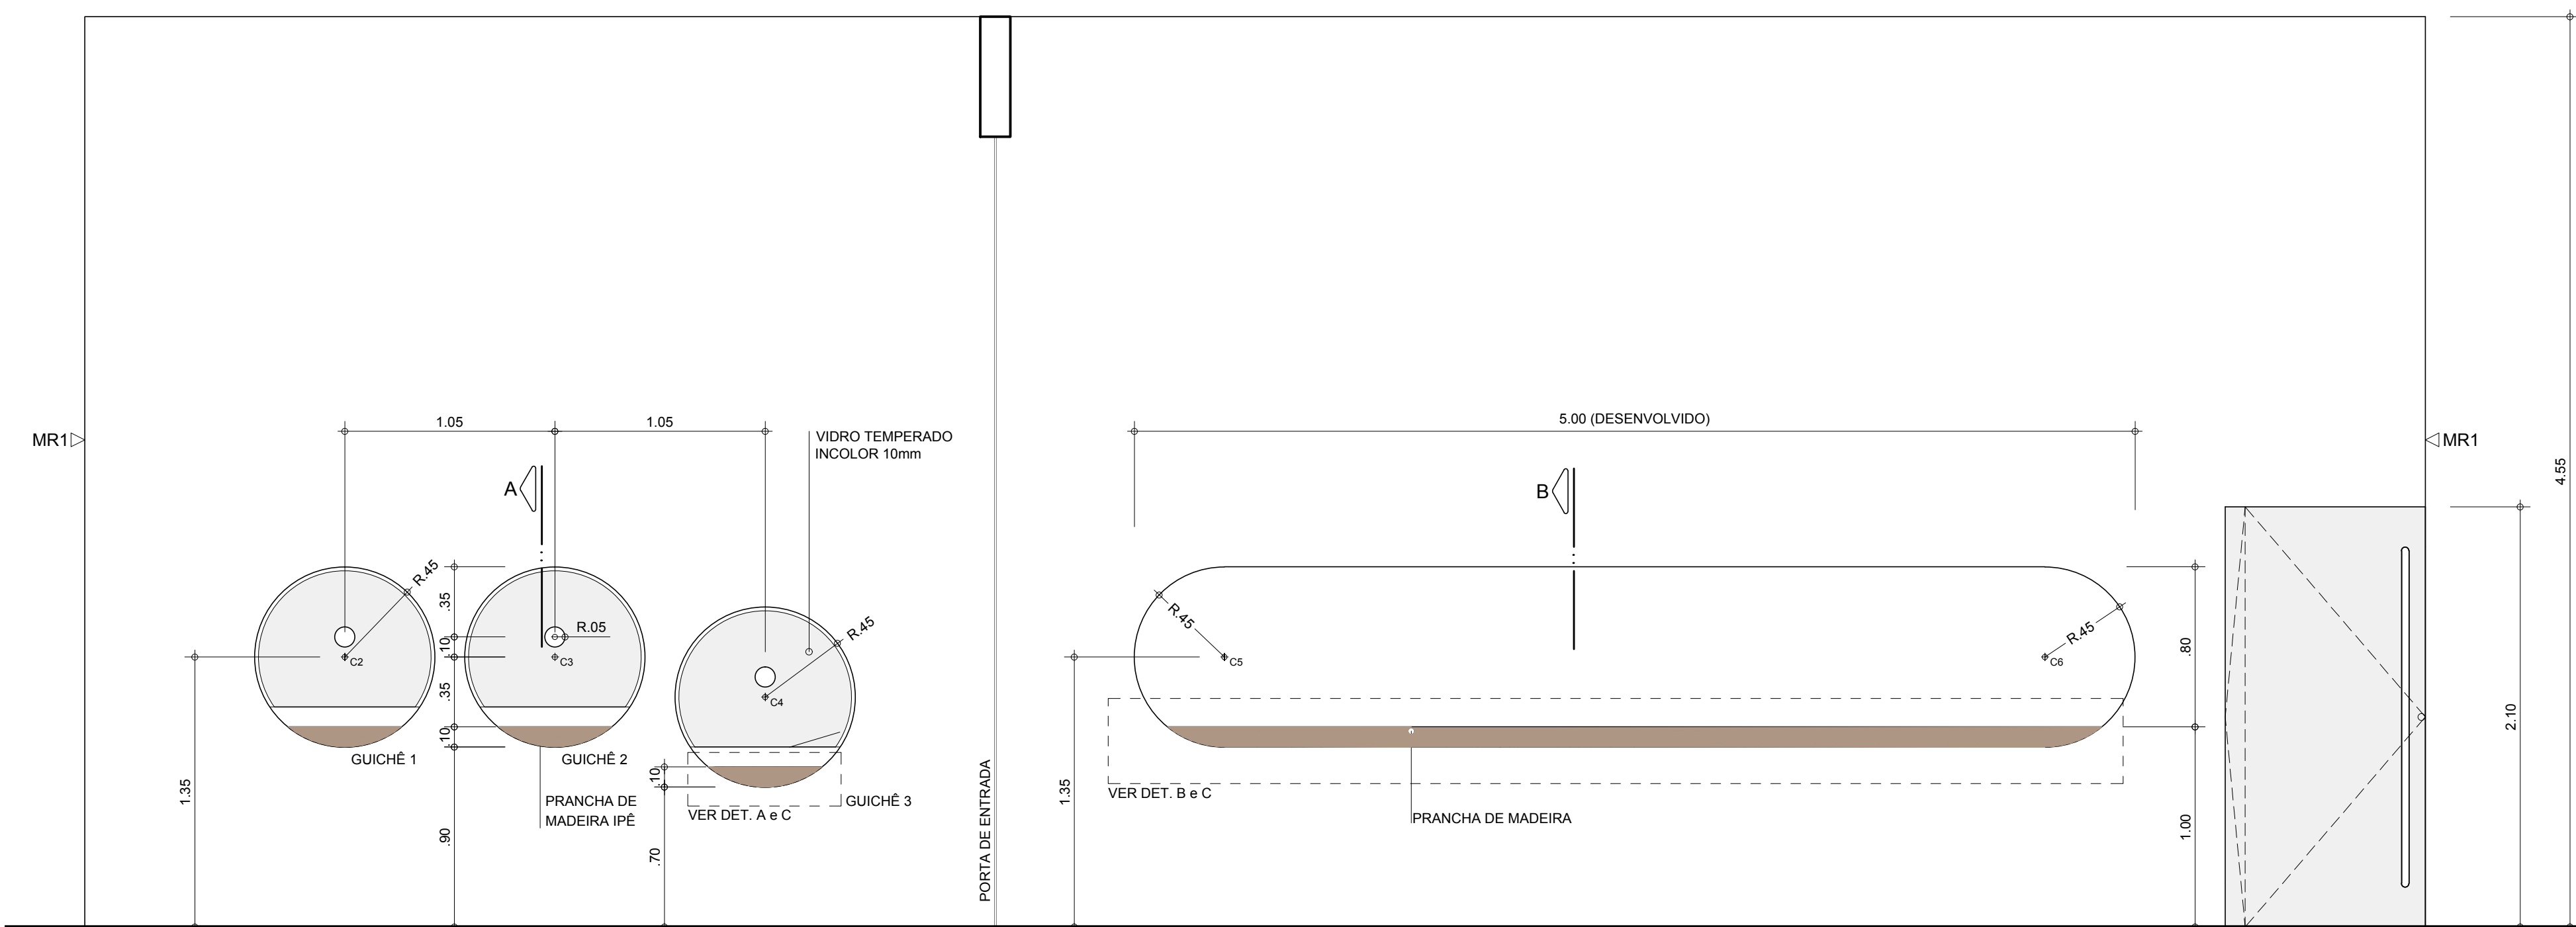 1.05
1.05
VIDRO TEMPERADO
INCOLOR 10mm
MR1
A
R.45
.35
.10
.35
.10
.90
1.35
C2
C3
R.05
R.45
C4
GUICHÊ 1
GUICHÊ 2
GUICHÊ 3
PRANCHA DE
MADEIRA IPÊ
.10
.70
VER DET. A e C
PORTA DE ENTRADA
5.00 (DESENVOLVIDO)
B
R.45
C5
R.45
C6
1.35
VER DET. B e C
PRANCHA DE MADEIRA
.80
1.00
MR1
2.10
4.55